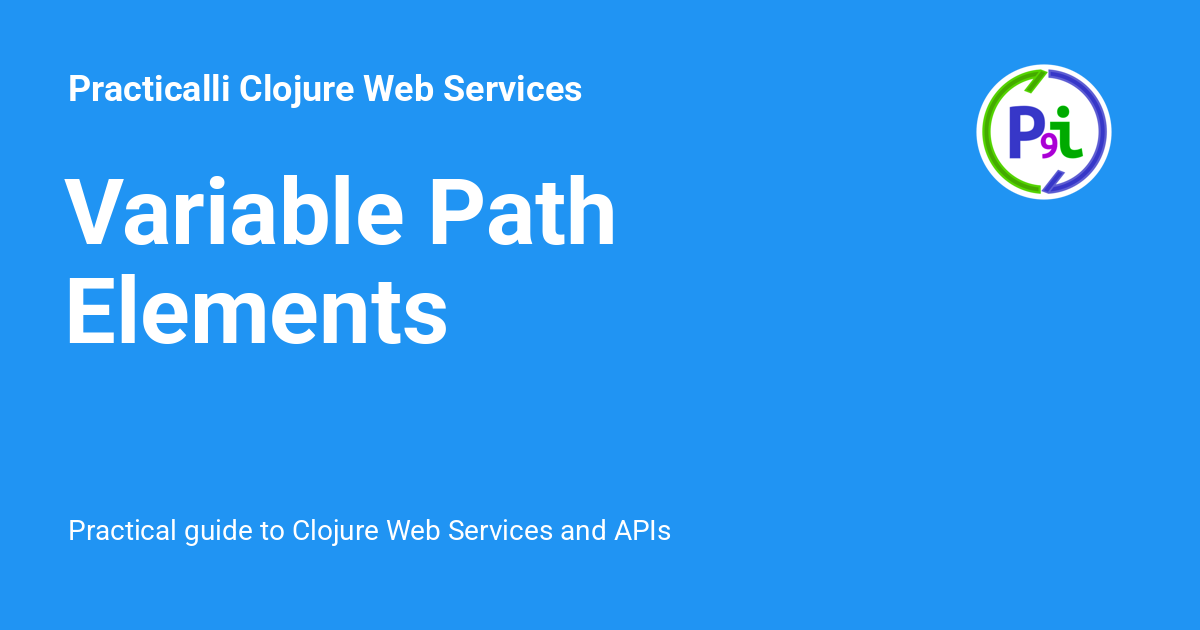 Practicalli Clojure Web Services
P9i
Variable Path
Elements
Practical guide to Clojure Web Services and APIs